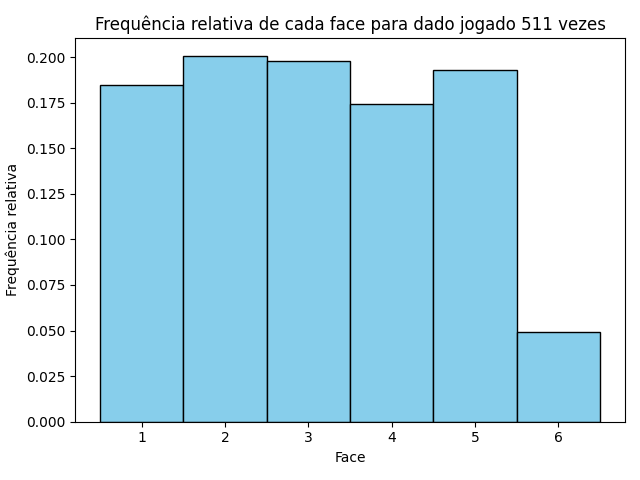 Frequência relativa de cada face para dado jogado 511 vezes
0.200
0.175
0.150
0.125
0.100
0.075
0.050
0.025
0.000
Frequência relativa
1 2 3 4 5 6
Face